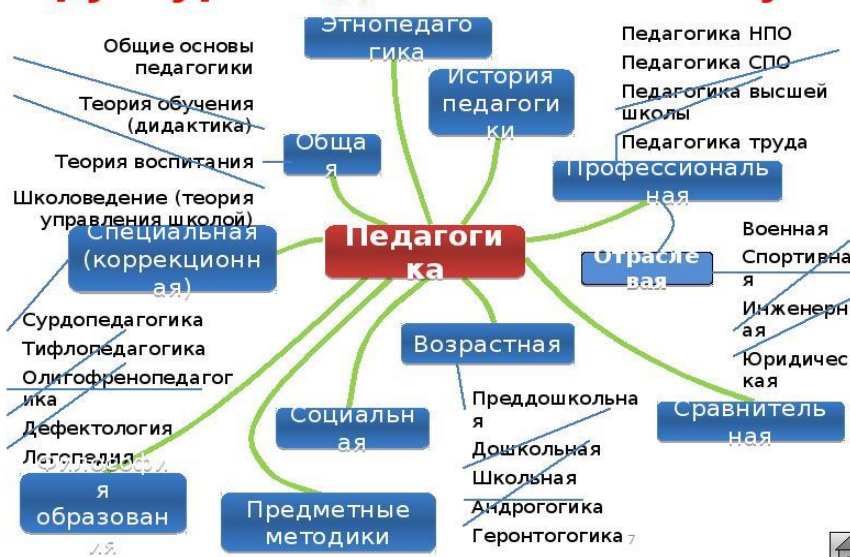 Этнопедаго
гика
История
педагоги
ки
Общие основы
педагогики
Теория обучения
(дидактика)
Теория воспитания
Школоведение (теория
управления школой)
Обща
я
Педагогика НПО
Педагогика СПО
Педагогика высшей
школы
Педагогика труда
Профессиональ
ная
Отрасле
вая
Военная
Спортивна
я
Инженерн
ая
Юридичес
кая
Педагоги
ка
Специальная
(коррекционн
ая)
Сурдопедагогика
Тифлопедагогика
Олигофренопедагог
ика
Дефектология
Логопедия
Возрастная
Преддошкольна
я
Дошкольная
Школьная
Андрогогика
Геронтогогика
7
Социальн
ая
Сравнитель
ная
Философи
я
образован
ия
Предметные
методики